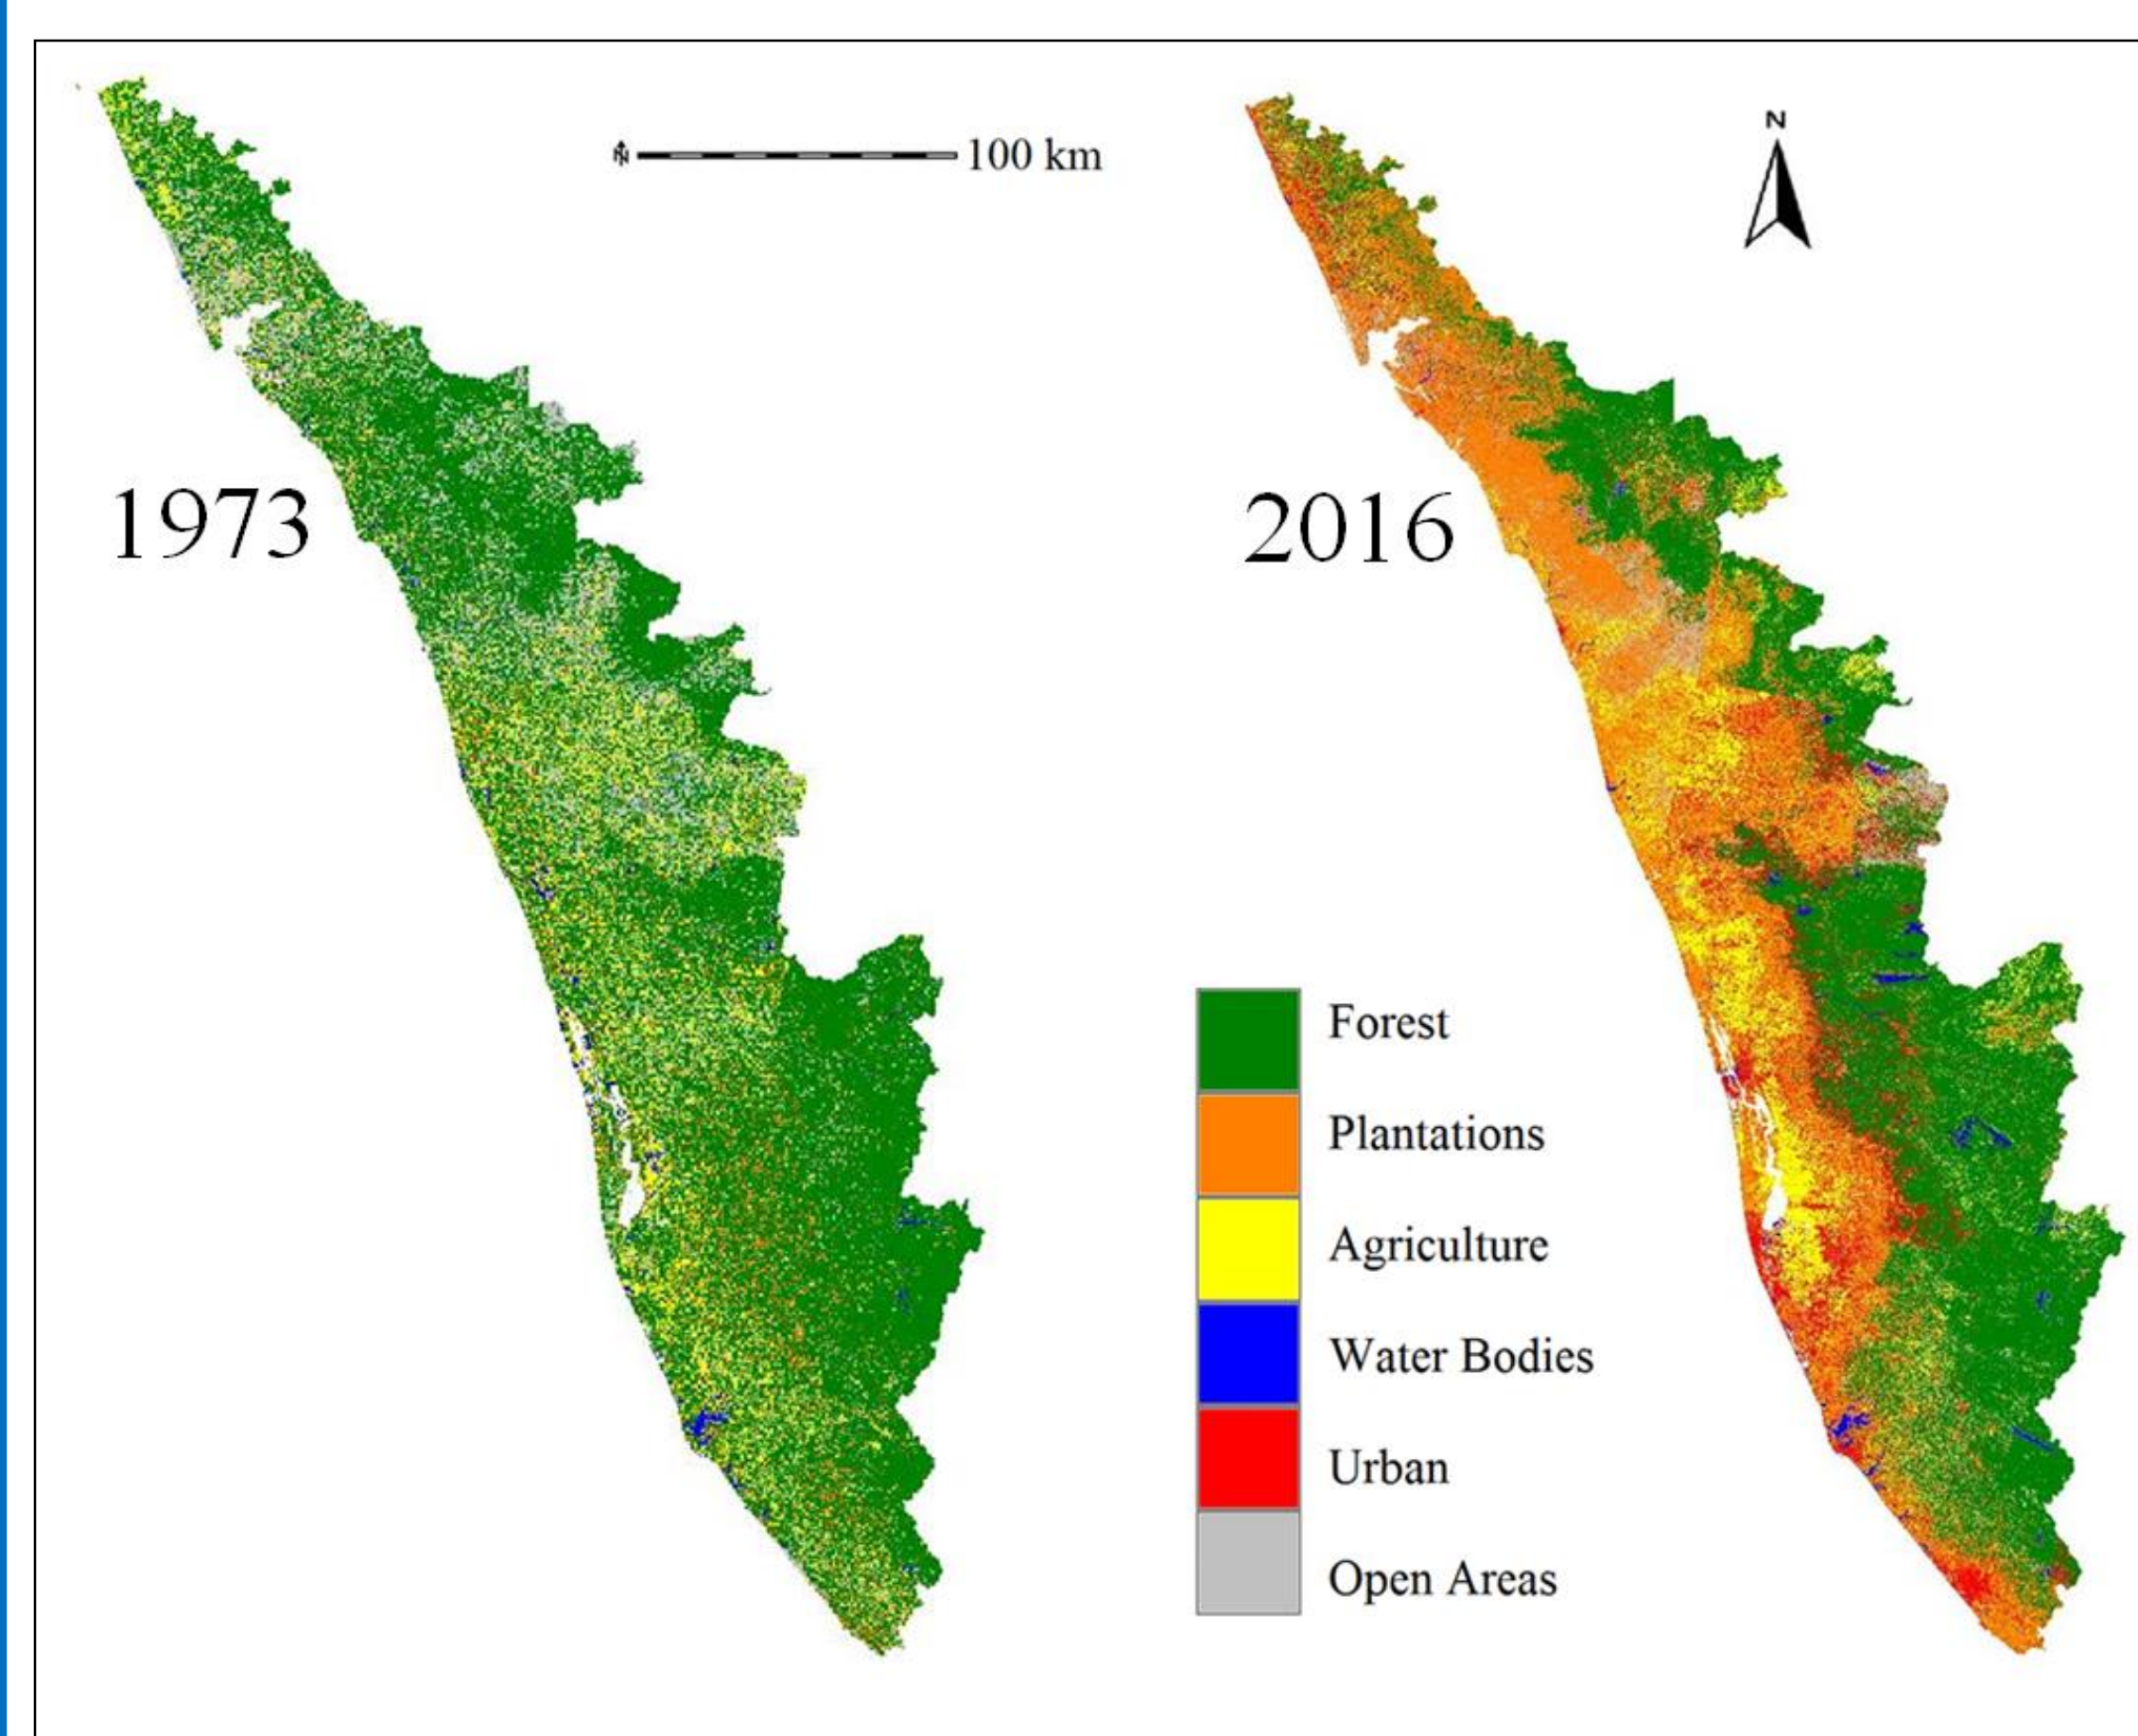 100 km
N
1973
2016
Forest
Plantations
Agriculture
Water Bodies
Urban
Open Areas